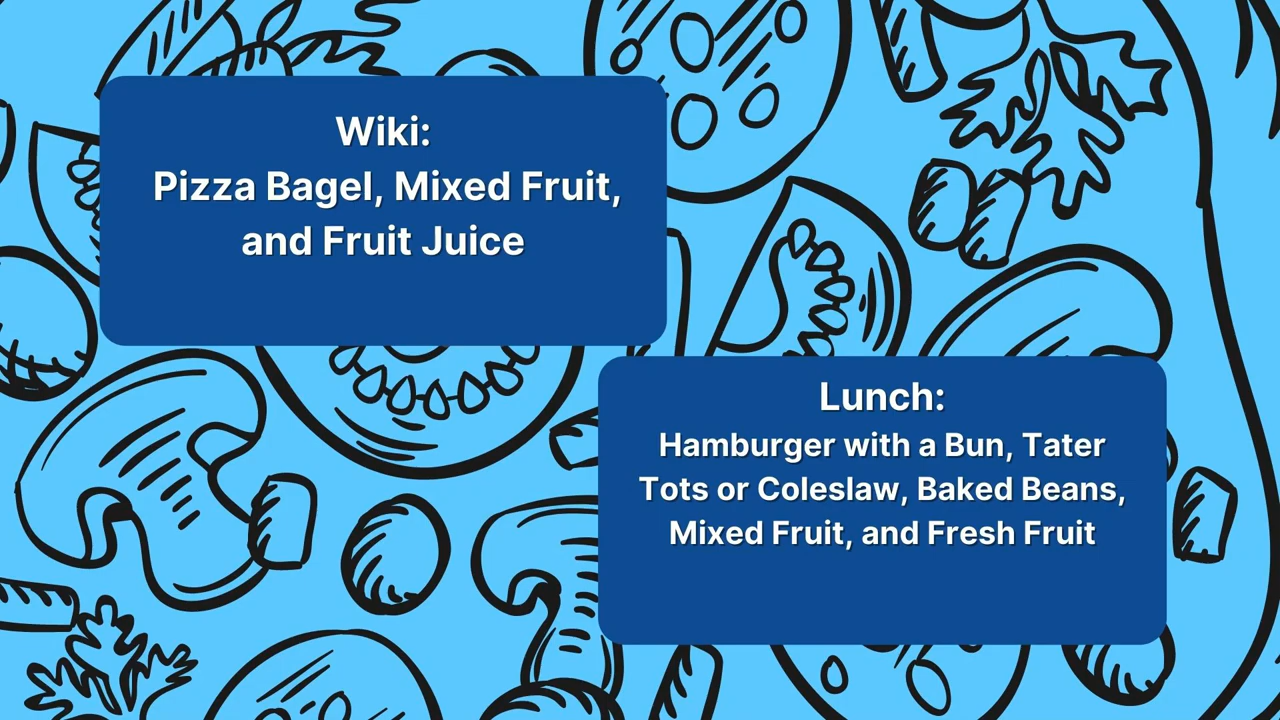 Wiki:
Pizza Bagel, Mixed Fruit,
and Fruit Juice
Lunch:
Hamburger with a Bun, Tater
Tots or Coleslaw, Baked Beans,
Mixed Fruit, and Fresh Fruit